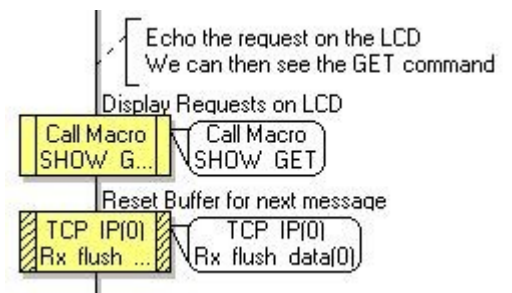 Echo the request on the LCD
We can then see the GET command
Display Requests on LCD
Call Macro
SHOW G...
Call Macro
SHOW GET
Reset Buffer for next message
TCP IP(0)
Rx flush ...
TCP IP(0)
Rx flush data(0)